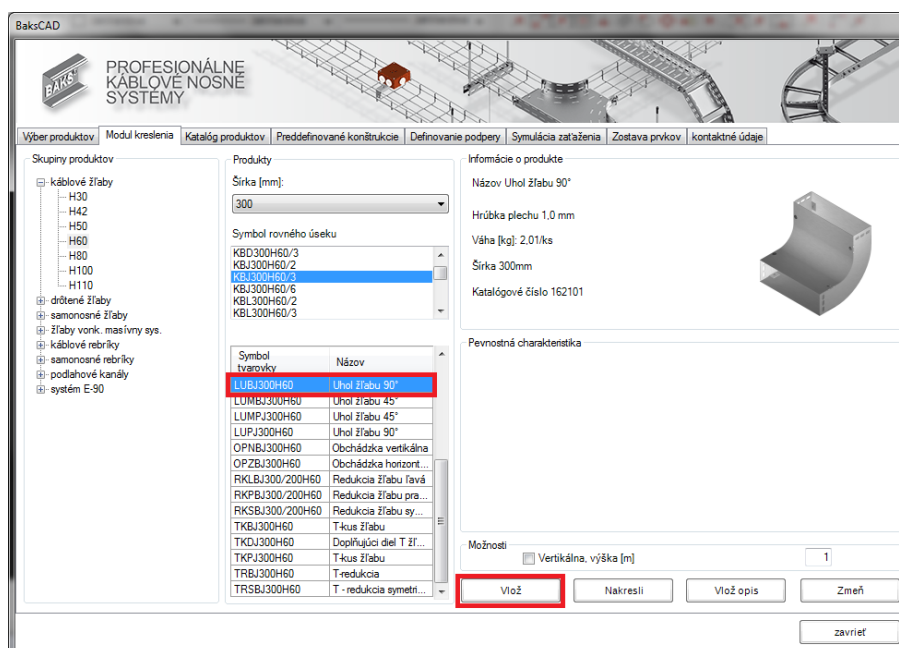 BaksCAD
BAKS
PROFESIONÁLNE
KÁBLOVÉ NOSNÉ
SYSTÉMY
Výber produktov Modul kreslenia Katalóg produktov Preddefinované konštrukcie Definovanie podpery Symulácia zaťaženia Zostava prvkov kontaktné údaje
Skupiny produktov
káblové žľaby
H30
H42
H50
H60
H80
H100
H110
drôtené žľaby
samonosné žľaby
žľaby vonk. masívny sys.
káblové rebríky
samonosné rebríky
podlahové kanály
systém E-90
Produkty
Šírka [mm]:
300
Symbol rovného úseku
KBD300H60/3
KBJ300H60/2
KBJ300H60/3
KBJ300H60/6
KBL300H60/2
KBL300H60/3
Symbol tvarovky Názov
LUBJ300H60 Uhol žľabu 90°
LUMBJ300H60 Uhol žľabu 45°
LUMPJ300H60 Uhol žľabu 45°
LUPJ300H60 Uhol žľabu 90°
OPNBJ300H60 Obchádzka vertikálna
OPZBJ300H60 Obchádzka horizont...
RKLBJ300/200H60 Redukcia žľabu ľavá
RKPBJ300/200H60 Redukcia žľabu pra...
RKSBJ300/200H60 Redukcia žľabu sy...
TKBJ300H60 T-kus žľabu
TKDJ300H60 Doplňujúci diel T žľ...
TKPJ300H60 T-kus žľabu
TRBJ300H60 T-redukcia
TRSBJ300H60 T - redukcia symetri...
Informácie o produkte
Názov Uhol žľabu 90°
Hrúbka plechu 1,0 mm
Váha [kg]: 2,01/ks
Šírka 300mm
Katalógové číslo 162101
Pevnostná charakteristika
Možnosti
Vertikálna, výška [m] 1
Vlož Nakresli Vlož opis Zmeň
zavrieť